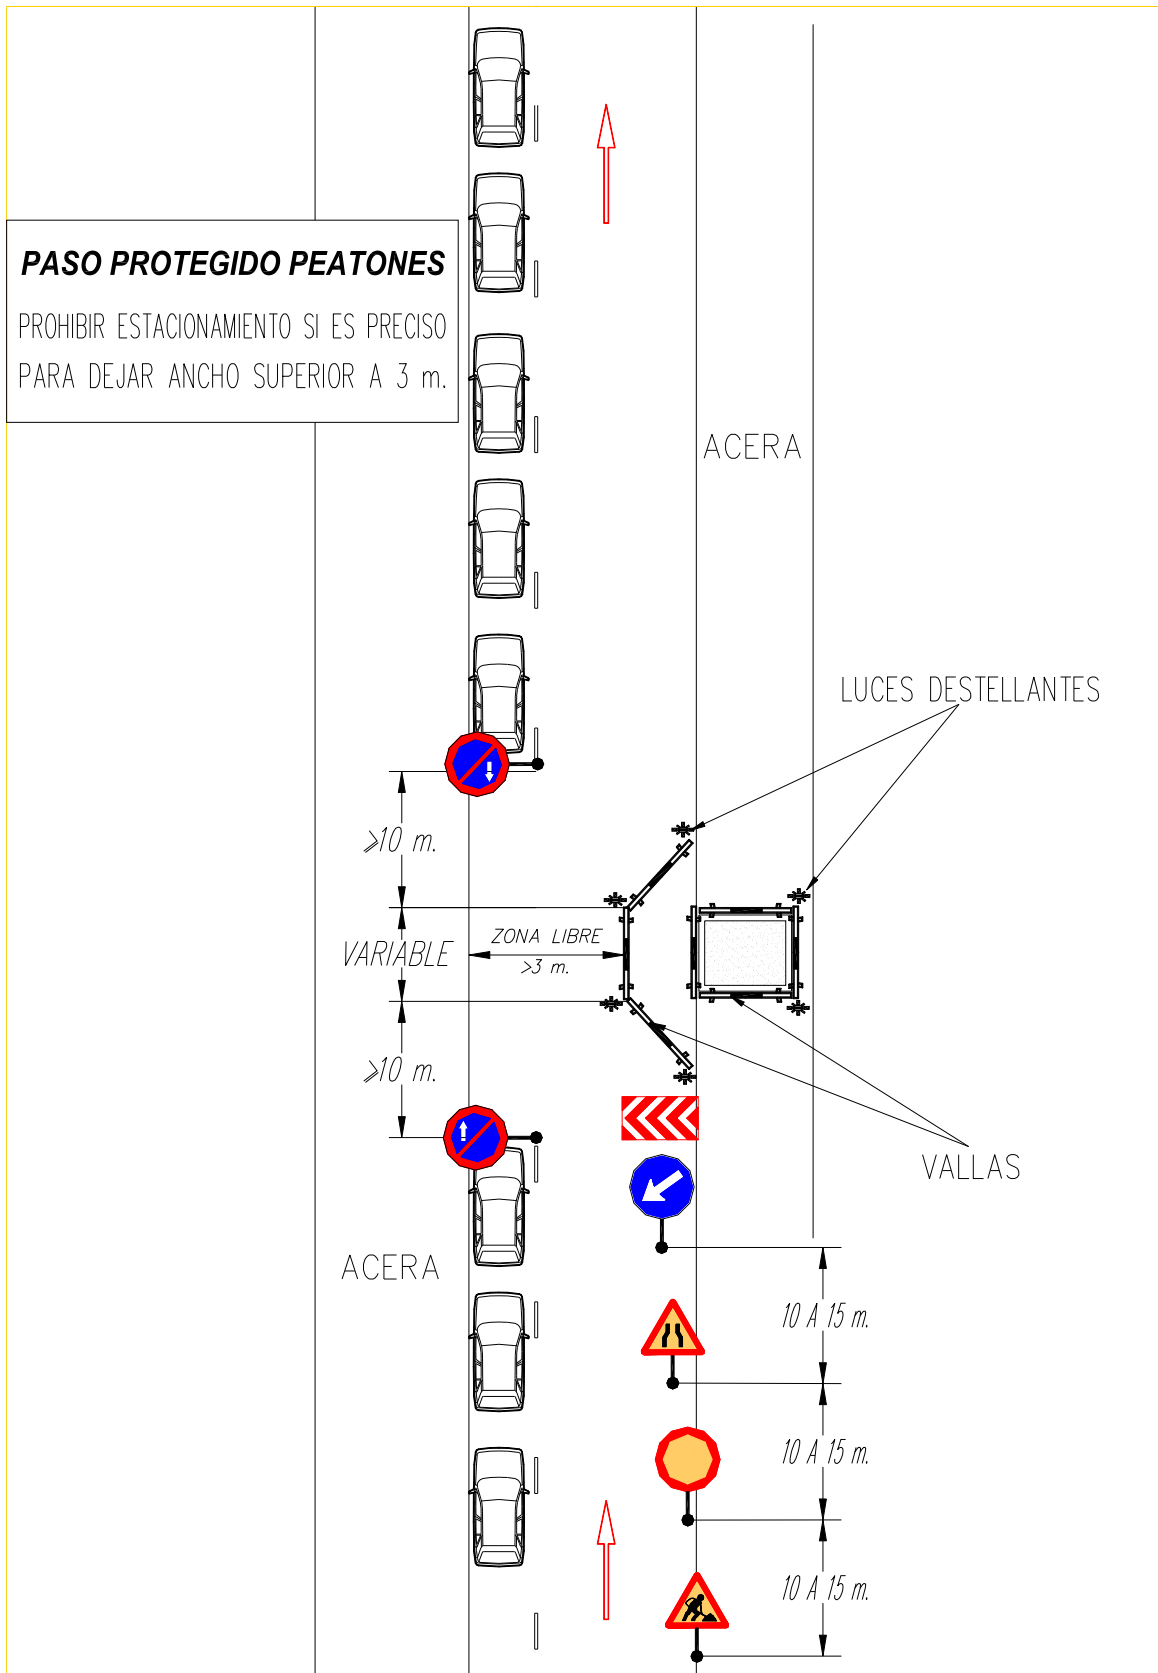 PASO PROTEGIDO PEATONES
PROHIBIR ESTACIONAMIENTO SI ES PRECISO
PARA DEJAR ANCHO SUPERIOR A 3 m.
ACERA
LUCES DESTELLANTES
>10 m.
VARIABLE
ZONA LIBRE
>3 m.
>10 m.
VALLAS
ACERA
10 A 15 m.
10 A 15 m.
10 A 15 m.